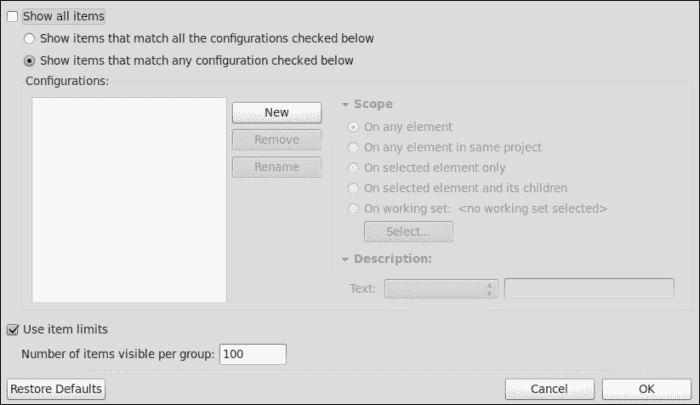 Show all items
Show items that match all the configurations checked below
Show items that match any configuration checked below
Configurations:
New
Remove
Rename
Scope
On any element
On any element in same project
On selected element only
On selected element and its children
On working set: <no working set selected>
Select...
Description:
Text:
Use item limits
Number of items visible per group: 100
Restore Defaults
Cancel
OK